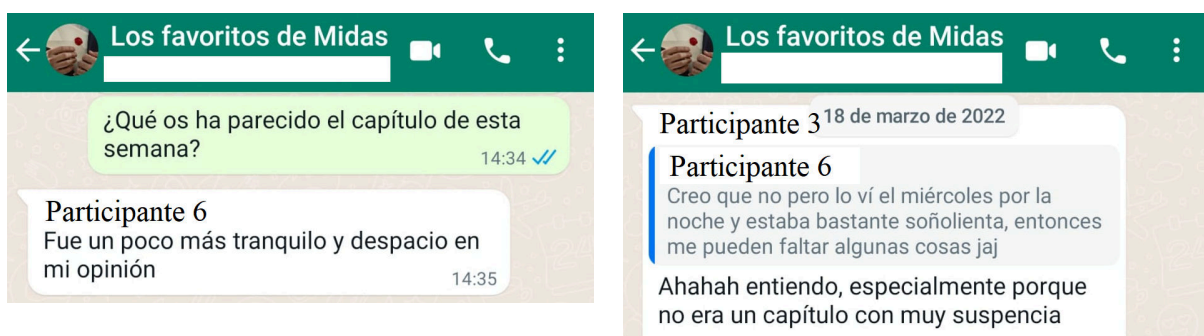 Los favoritos de Midas
¿Qué os ha parecido el capítulo de esta
semana?
14:34
Participante 6
Fue un poco más tranquilo y despacio en
mi opinión
14:35
Los favoritos de Midas
18 de marzo de 2022
Participante 3
Participante 6
Creo que no pero lo ví el miércoles por la
noche y estaba bastante soñolienta, entonces
me pueden faltar algunas cosas jaj
Ahahah entiendo, especialmente porque
no era un capítulo con muy suspencia